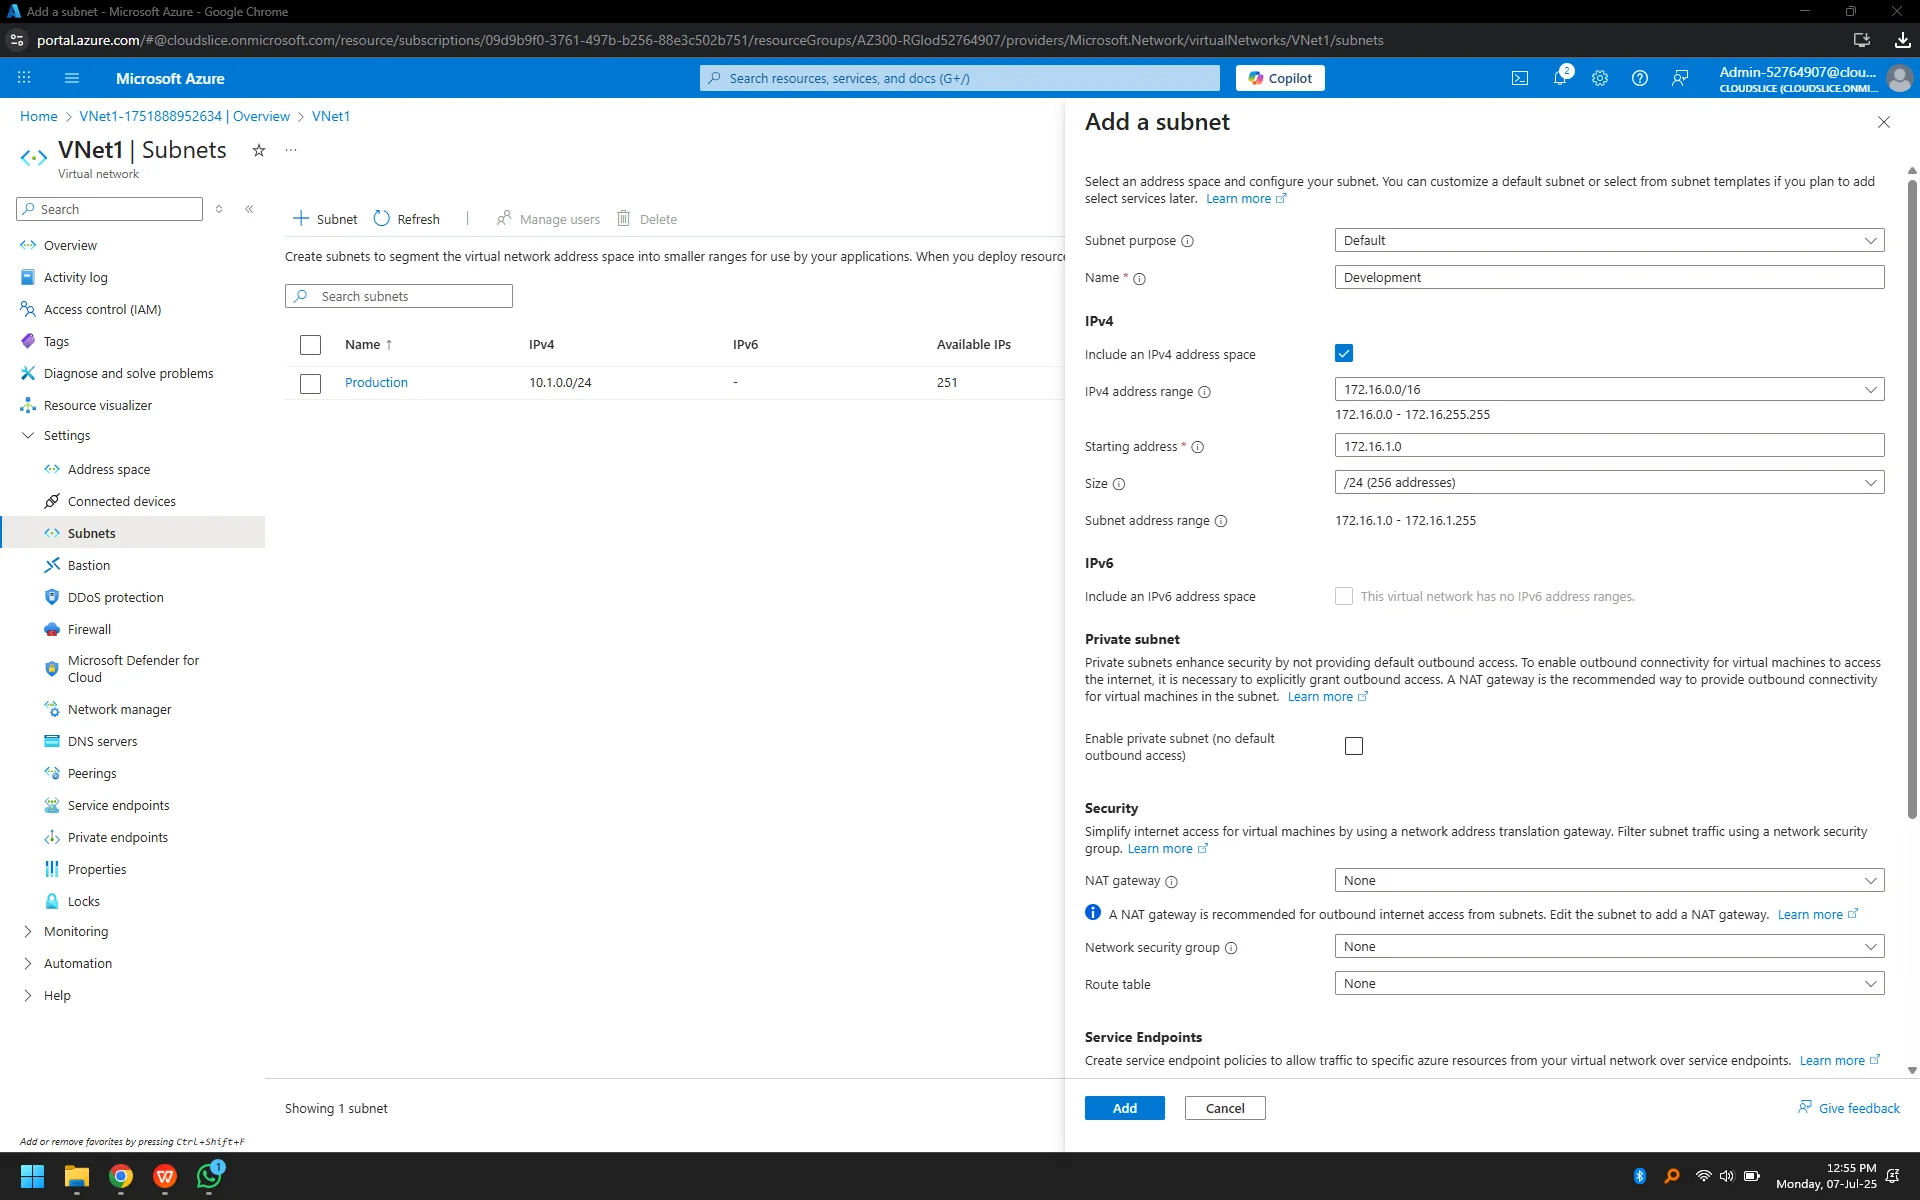 Add a subnet - Microsoft Azure - Google Chrome
portal.azure.com/#@cloudslice.onmicrosoft.com/resource/subscriptions/09d9b9f0-3761-497b-b256-88e3c502b751/resourceGroups/AZ300-RGlod52764907/providers/Microsoft.Network/virtualNetworks/VNet1/subnets
Microsoft Azure
Search resources, services, and docs (G+/)
Copilot
2
Admin-52764907@clou...
CLOUDSLICE (CLOUDSLICE.ONMI...
Home > VNet1-1751888952634 | Overview > VNet1
VNet1 | Subnets
Virtual network
Search
Overview
Activity log
Access control (IAM)
Tags
Diagnose and solve problems
Resource visualizer
Settings
Address space
Connected devices
Subnets
Bastion
DDoS protection
Firewall
Microsoft Defender for
Cloud
Network manager
DNS servers
Peerings
Service endpoints
Private endpoints
Properties
Locks
Monitoring
Automation
Help
Add or remove favorites by pressing Ctrl+Shift+F
Subnet
Refresh
Manage users
Delete
Create subnets to segment the virtual network address space into smaller ranges for use by your applications. When you deploy resourc
Search subnets
Name ↑ IPv4 IPv6 Available IPs
Production 10.1.0.0/24 - 251
Showing 1 subnet
Add a subnet
Select an address space and configure your subnet. You can customize a default subnet or select from subnet templates if you plan to add
select services later. Learn more
Subnet purpose Default
Name * Development
IPv4
Include an IPv4 address space
IPv4 address range 172.16.0.0/16
172.16.0.0 - 172.16.255.255
Starting address * 172.16.1.0
Size /24 (256 addresses)
Subnet address range 172.16.1.0 - 172.16.1.255
IPv6
Include an IPv6 address space This virtual network has no IPv6 address ranges.
Private subnet
Private subnets enhance security by not providing default outbound access. To enable outbound connectivity for virtual machines to access
the internet, it is necessary to explicitly grant outbound access. A NAT gateway is the recommended way to provide outbound connectivity
for virtual machines in the subnet. Learn more
Enable private subnet (no default
outbound access)
Security
Simplify internet access for virtual machines by using a network address translation gateway. Filter subnet traffic using a network security
group. Learn more
NAT gateway None
A NAT gateway is recommended for outbound internet access from subnets. Edit the subnet to add a NAT gateway. Learn more
Network security group None
Route table None
Service Endpoints
Create service endpoint policies to allow traffic to specific azure resources from your virtual network over service endpoints. Learn more
Add
Cancel
Give feedback
W
1
12:55 PM
Monday, 07-Jul-25